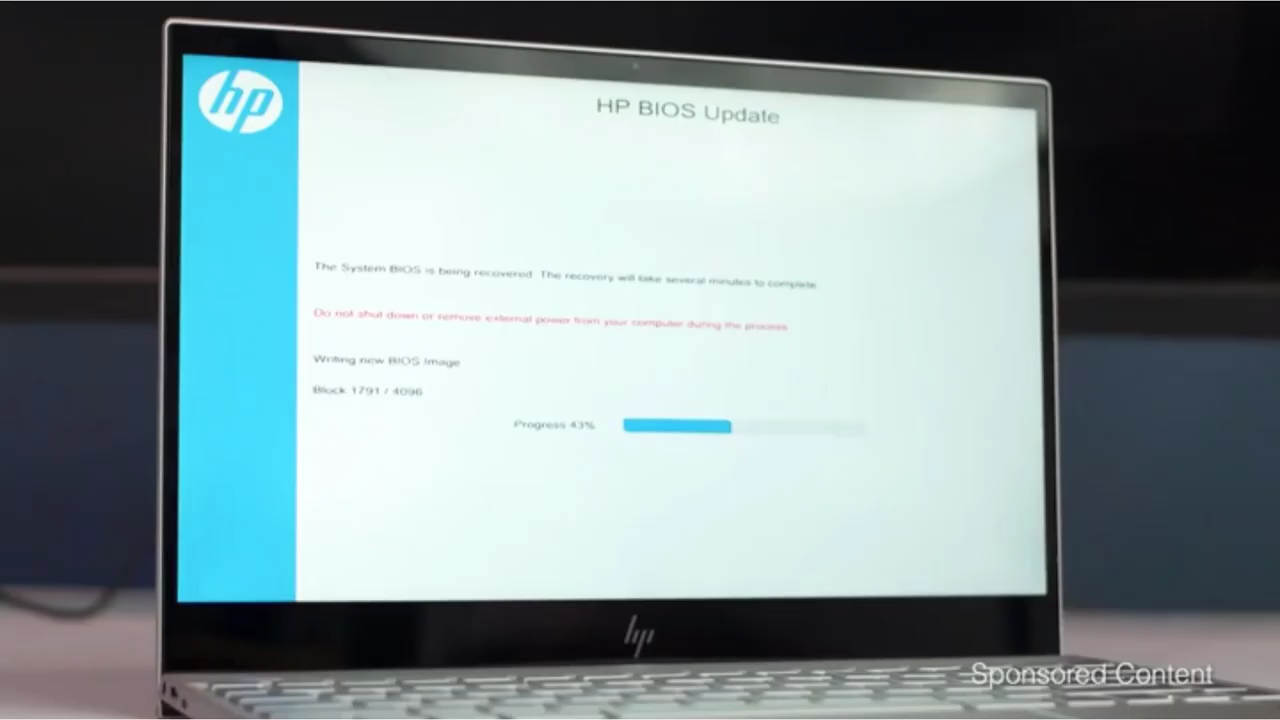 hp
HP BIOS Update
The System BIOS is being recovered. The recovery will take several minutes to complete.
Do not shut down or remove external power from your computer during the process.
Writing new BIOS Image
Block 1791 / 4096
Progress 43%
hp
Sponsored Content